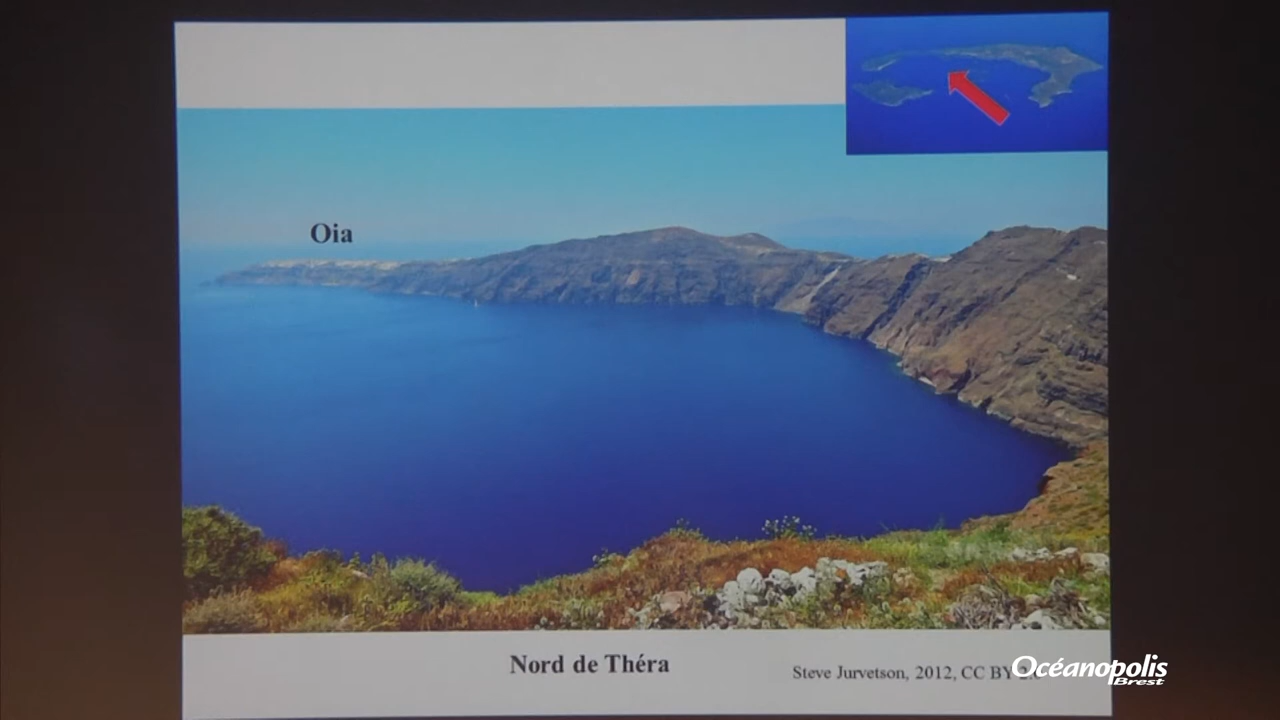 Oia
Nord de Théra
Steve Jurvetson, 2012, CC BY
Océanopolis
Brest